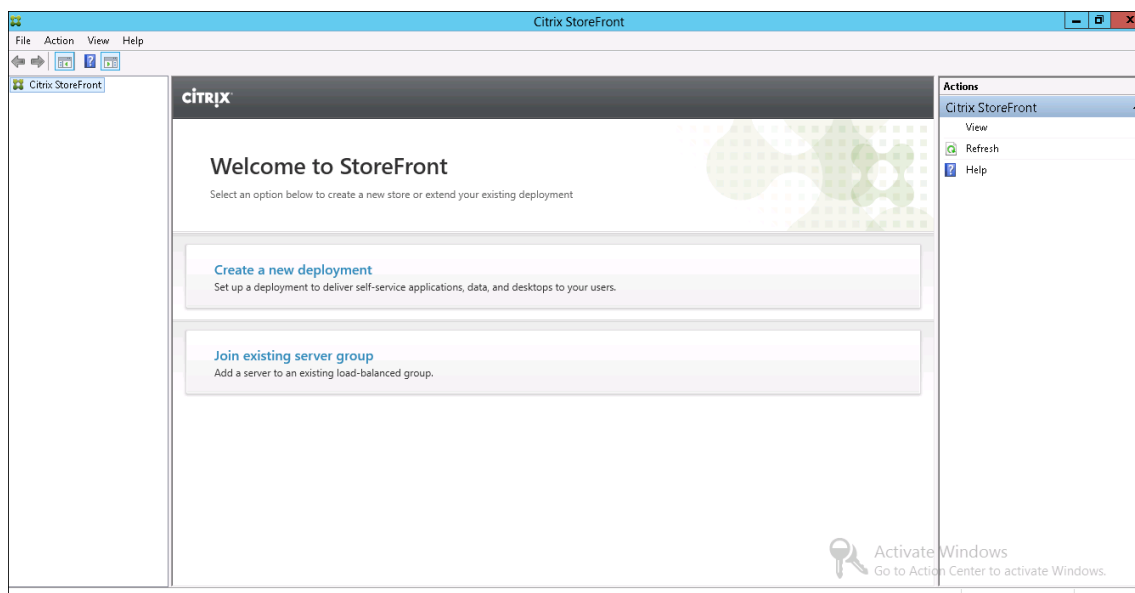 Citrix StoreFront
File Action View Help
Citrix StoreFront
CİTRIX
Welcome to StoreFront
Select an option below to create a new store or extend your existing deployment
Create a new deployment
Set up a deployment to deliver self-service applications, data, and desktops to your users.
Join existing server group
Add a server to an existing load-balanced group.
Actions
Citrix StoreFront
View
Refresh
Help
Activate Windows
Go to Action Center to activate Windows.